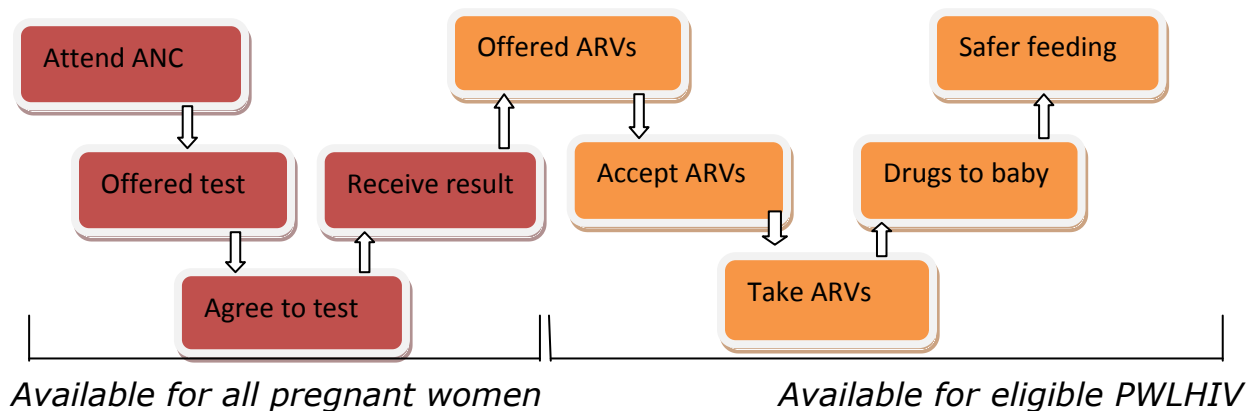 Attend ANC
Offered test
Agree to test
Receive result
Offered ARVs
Accept ARVs
Take ARVs
Drugs to baby
Safer feeding
Available for all pregnant women
Available for eligible PWLHIV